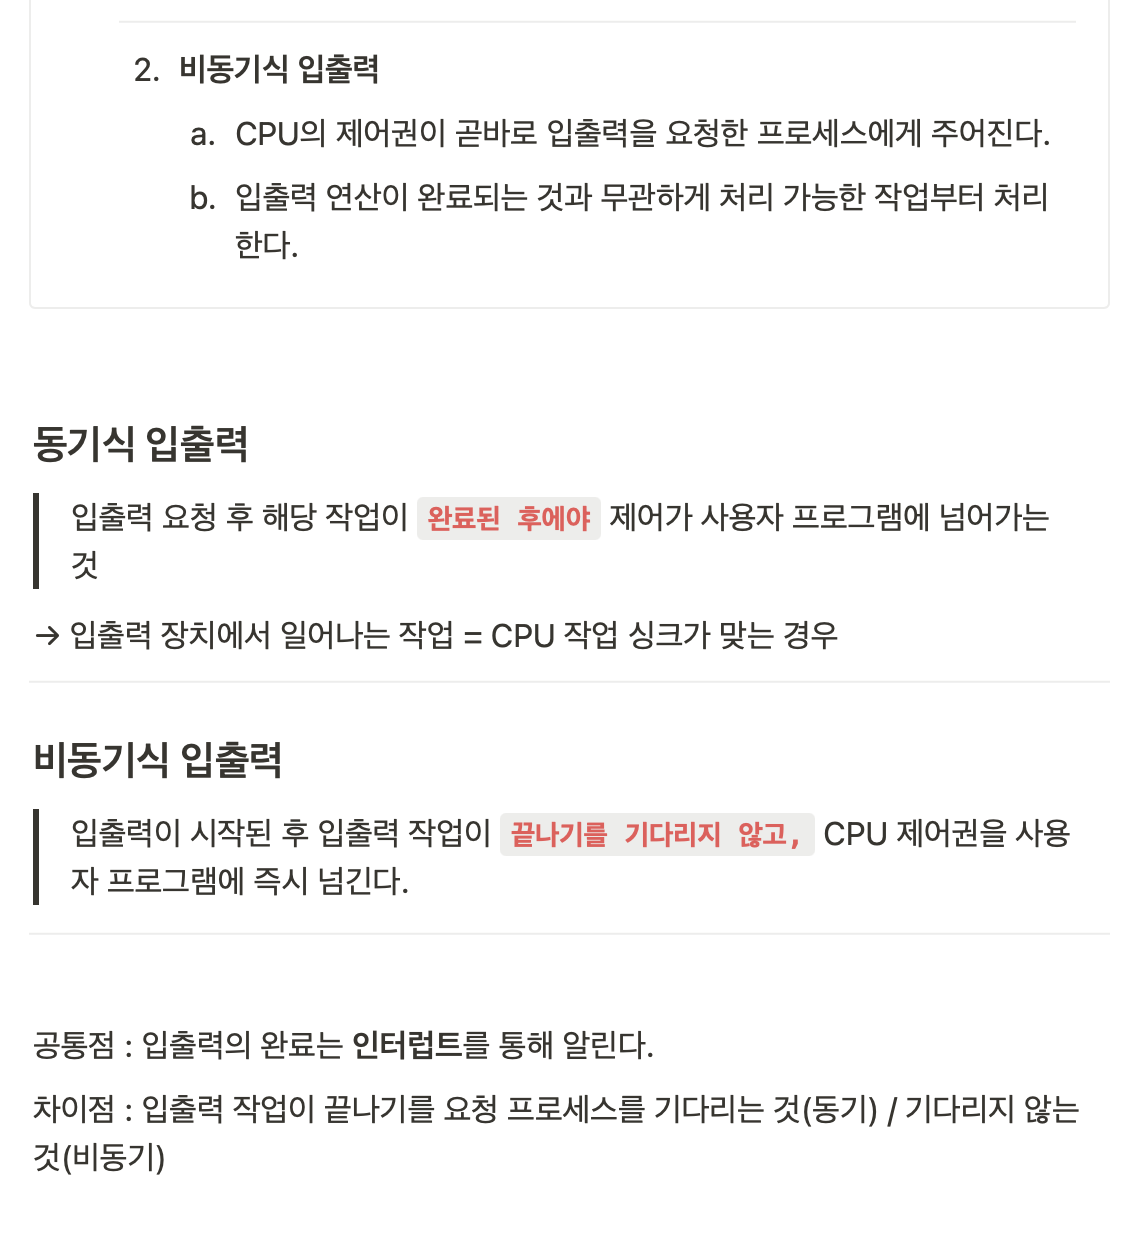 2. 비동기식 입출력
a. CPU의 제어권이 곧바로 입출력을 요청한 프로세스에게 주어진다.
b. 입출력 연산이 완료되는 것과 무관하게 처리 가능한 작업부터 처리
한다.
동기식 입출력
입출력 요청 후 해당 작업이 완료된 후에야 제어가 사용자 프로그램에 넘어가는
것
→ 입출력 장치에서 일어나는 작업 = CPU 작업 싱크가 맞는 경우
비동기식 입출력
입출력이 시작된 후 입출력 작업이 끝나기를 기다리지 않고, CPU 제어권을 사용
자 프로그램에 즉시 넘긴다.
공통점 : 입출력의 완료는 인터럽트를 통해 알린다.
차이점 : 입출력 작업이 끝나기를 요청 프로세스를 기다리는 것(동기) / 기다리지 않는
것(비동기)